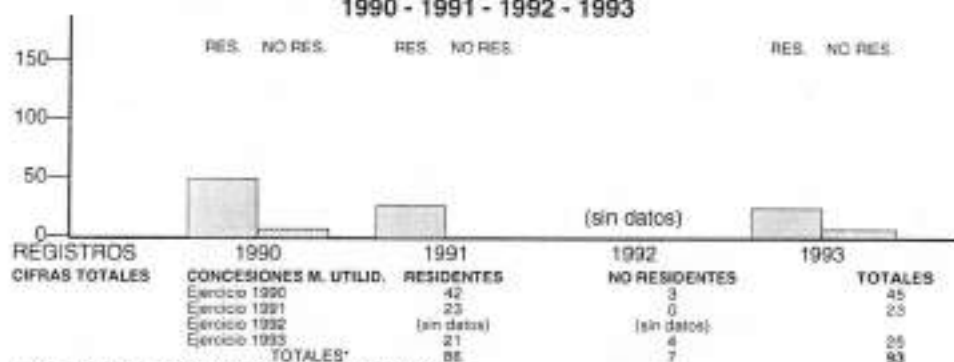 1990 - 1991 - 1992 - 1993
RES. NO RES. RES. NO RES. RES. NO RES.
150
100
50
(sin datos)
0
REGISTROS 1990 1991 1992 1993
CIFRAS TOTALES CONCESIONES M. UTILID. RESIDENTES NO RESIDENTES TOTALES
Ejercicio 1990 42 3 45
Ejercicio 1991 23 0 23
Ejercicio 1992 (sin datos) (sin datos)
Ejercicio 1993 21 4 25
TOTALES* 86 7 93